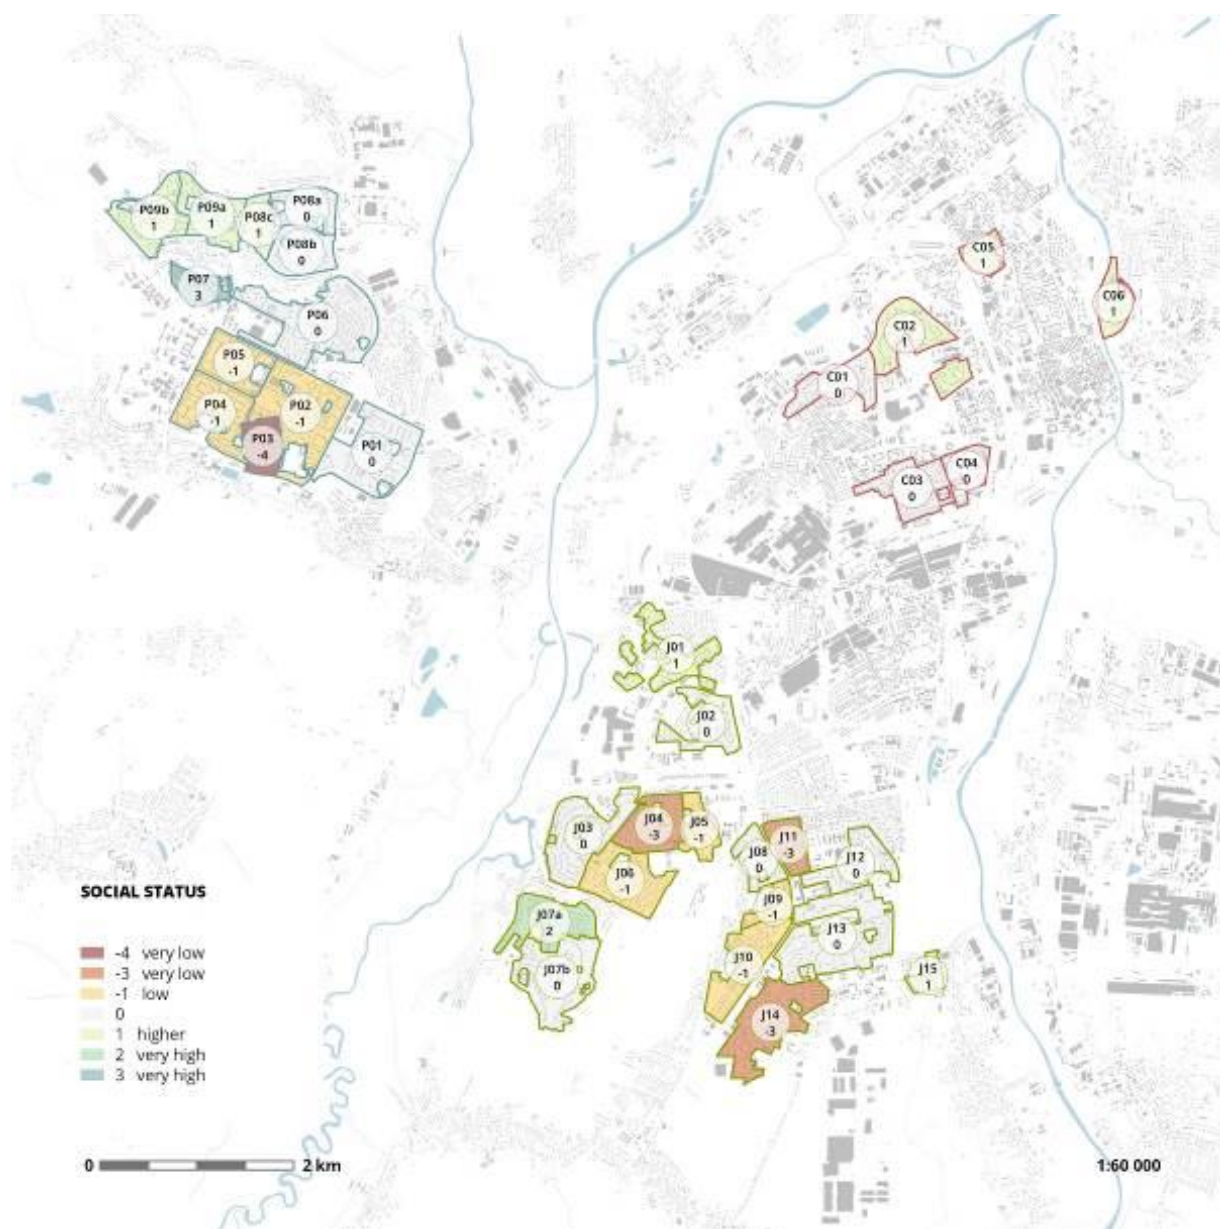 P09b
1
P09a
1
P08c
1
P08a
0
P08b
0
P07
3
P06
0
P05
-1
P04
-1
P02
-1
P03
-4
P01
0
C05
1
C06
1
C02
1
C01
0
C03
0
C04
0
J01
1
J02
0
J03
0
J04
-3
J05
-1
J06
-1
J07a
2
J07b
0
J08
0
J11
-3
J12
0
J09
-1
J13
0
J10
-1
J15
1
J14
-3
SOCIAL STATUS
-4 very low
-3 very low
-1 low
0
1 higher
2 very high
3 very high
0 2 km
1:60 000